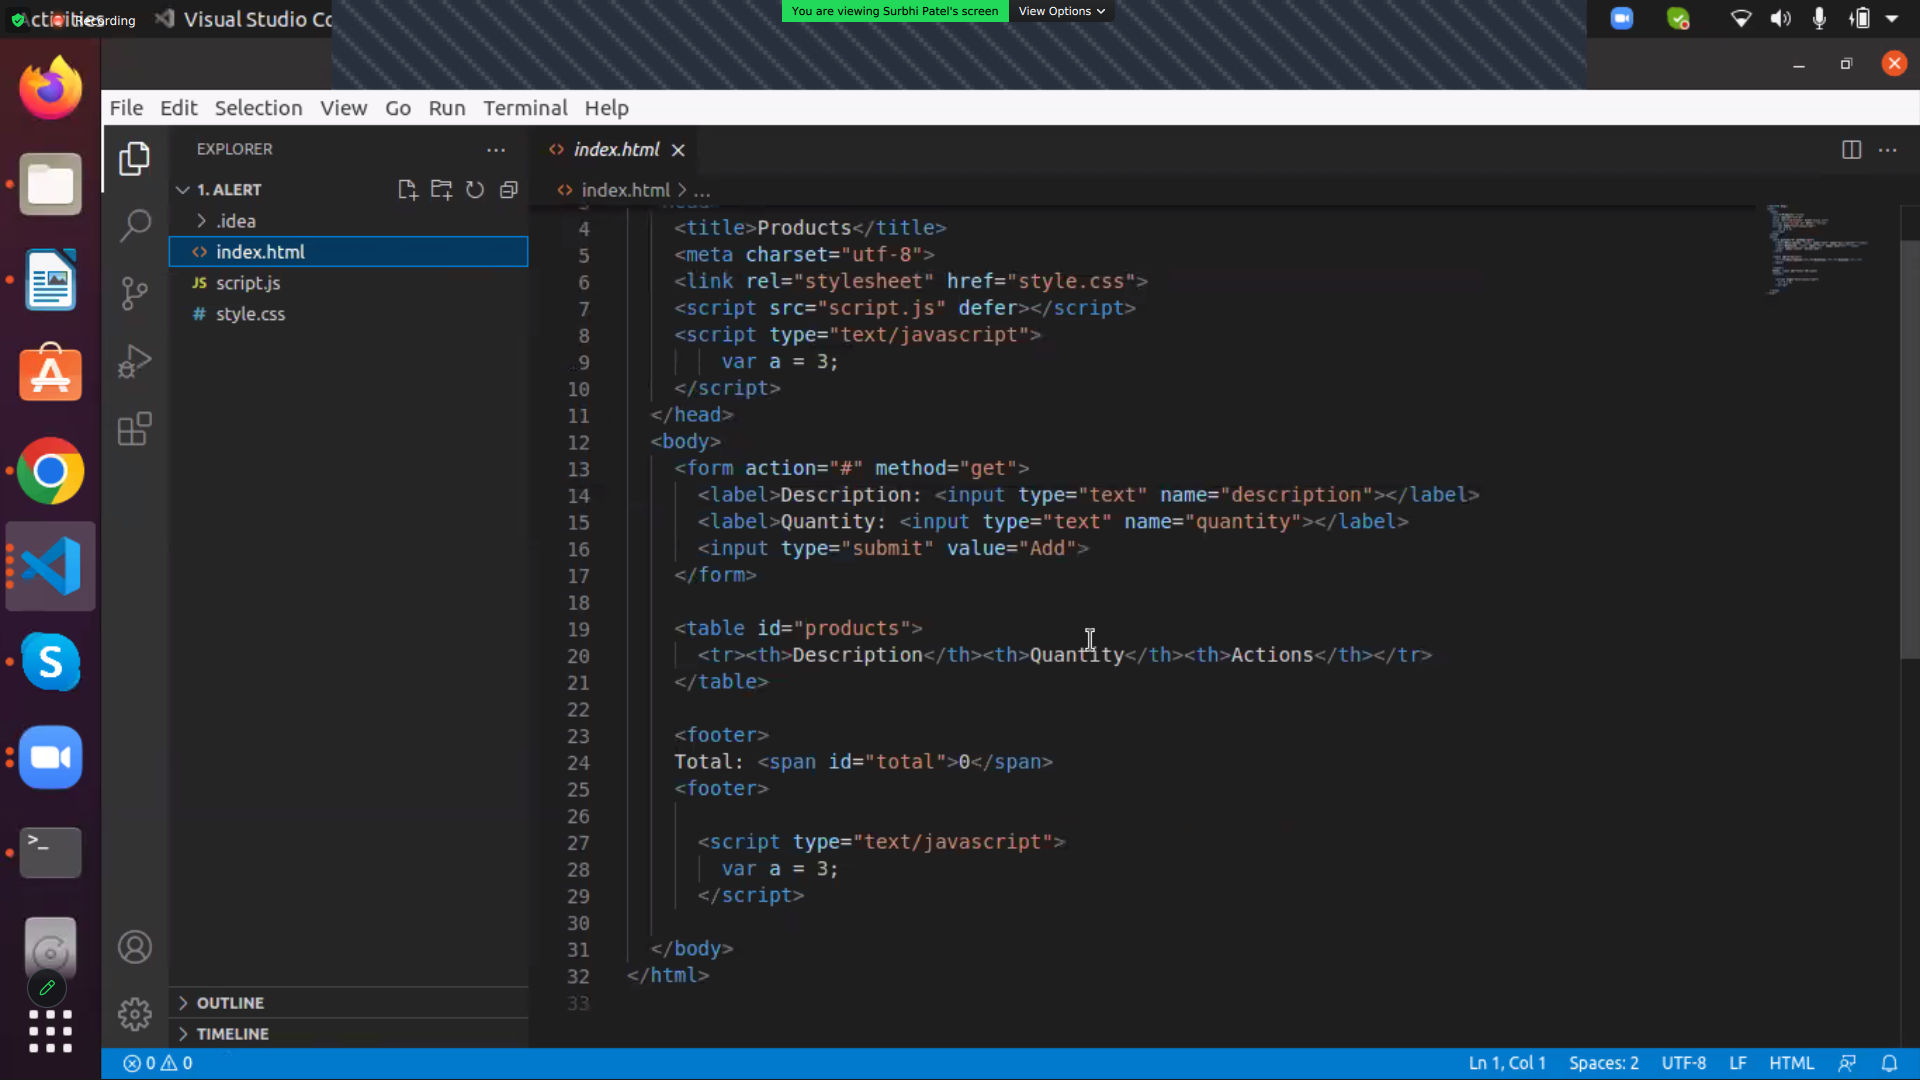 Recording
Visual Studio Co
You are viewing Surbhi Patel's screen
View Options
File Edit Selection View Go Run Terminal Help
EXPLORER
1. ALERT
.idea
index.html
JS script.js
# style.css
OUTLINE
TIMELINE
index.html
index.html > ...
4 <title>Products</title>
5 <meta charset="utf-8">
6 <link rel="stylesheet" href="style.css">
7 <script src="script.js" defer></script>
8 <script type="text/javascript">
9 var a = 3;
10 </script>
11 </head>
12 <body>
13 <form action="#" method="get">
14 <label>Description: <input type="text" name="description"></label>
15 <label>Quantity: <input type="text" name="quantity"></label>
16 <input type="submit" value="Add">
17 </form>
18
19 <table id="products">
20 <tr><th>Description</th><th>Quantity</th><th>Actions</th></tr>
21 </table>
22
23 <footer>
24 Total: <span id="total">0</span>
25 <footer>
26
27 <script type="text/javascript">
28 var a = 3;
29 </script>
30
31 </body>
32 </html>
33
0 0
Ln 1, Col 1 Spaces: 2 UTF-8 LF HTML